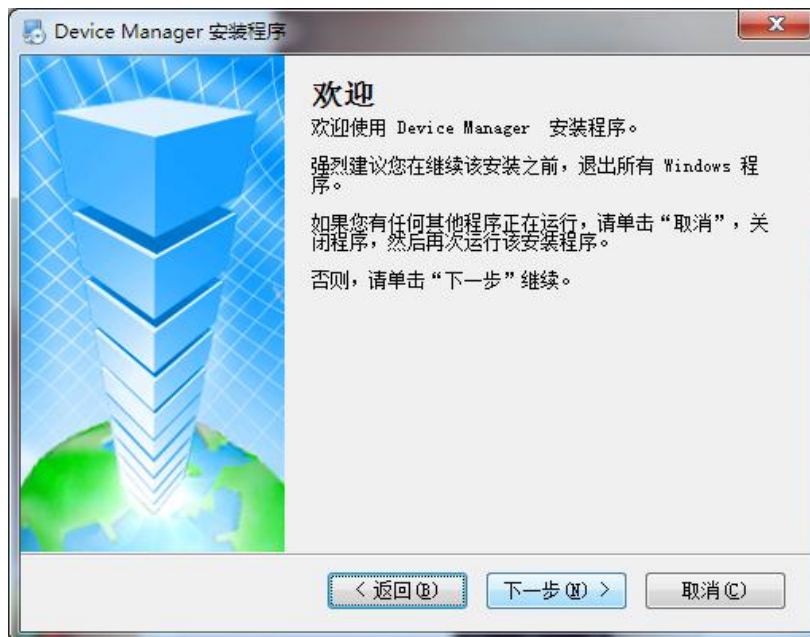 Device Manager 安装程序
欢迎
欢迎使用 Device Manager 安装程序。
强烈建议您在继续该安装之前，退出所有 Windows 程
序。
如果您有任何其他程序正在运行，请单击“取消”，关
闭程序，然后再次运行该安装程序。
否则，请单击“下一步”继续。
< 返回(B)
下一步(N) >
取消(C)